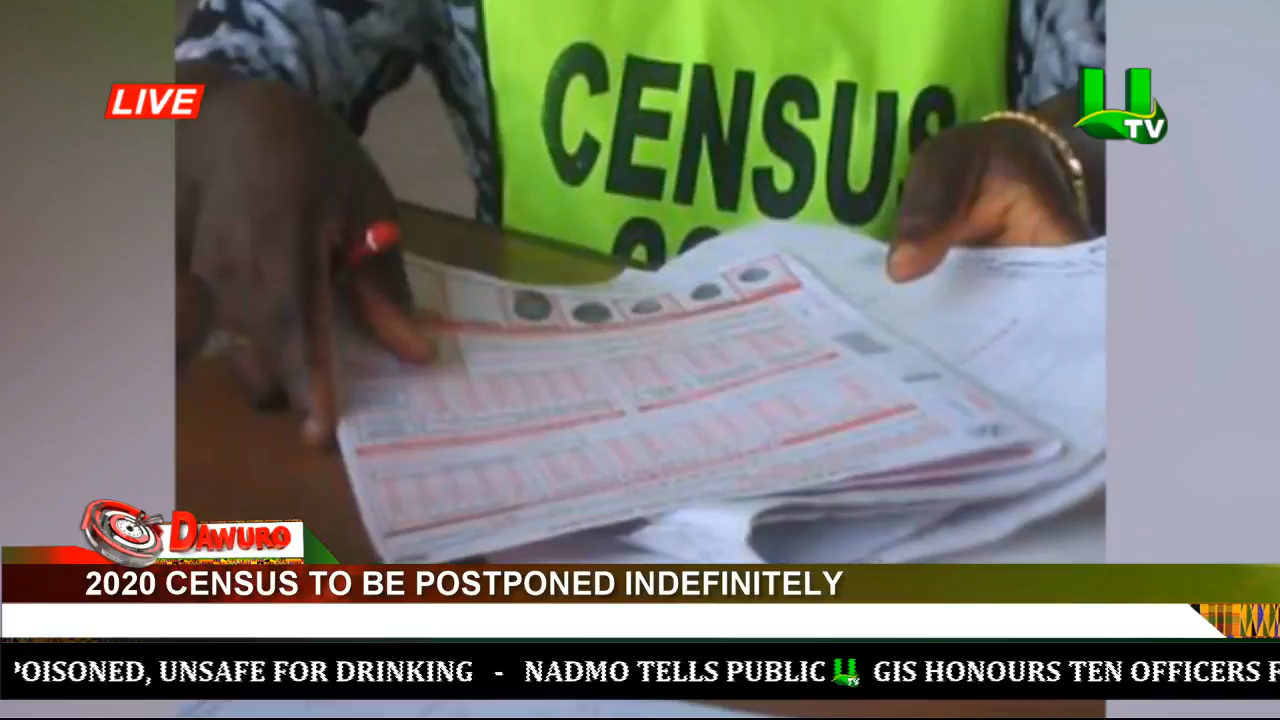 CENSUS
LIVE
U
TV
DAWURO
2020 CENSUS TO BE POSTPONED INDEFINITELY
POISONED, UNSAFE FOR DRINKING - NADMO TELLS PUBLIC U TV GIS HONOURS TEN OFFICERS